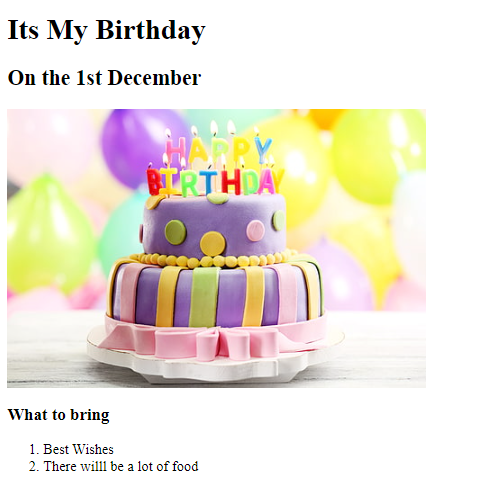 Its My Birthday
On the 1st December
HAPPY
BIRTHDAY
What to bring
1. Best Wishes
2. There willl be a lot of food